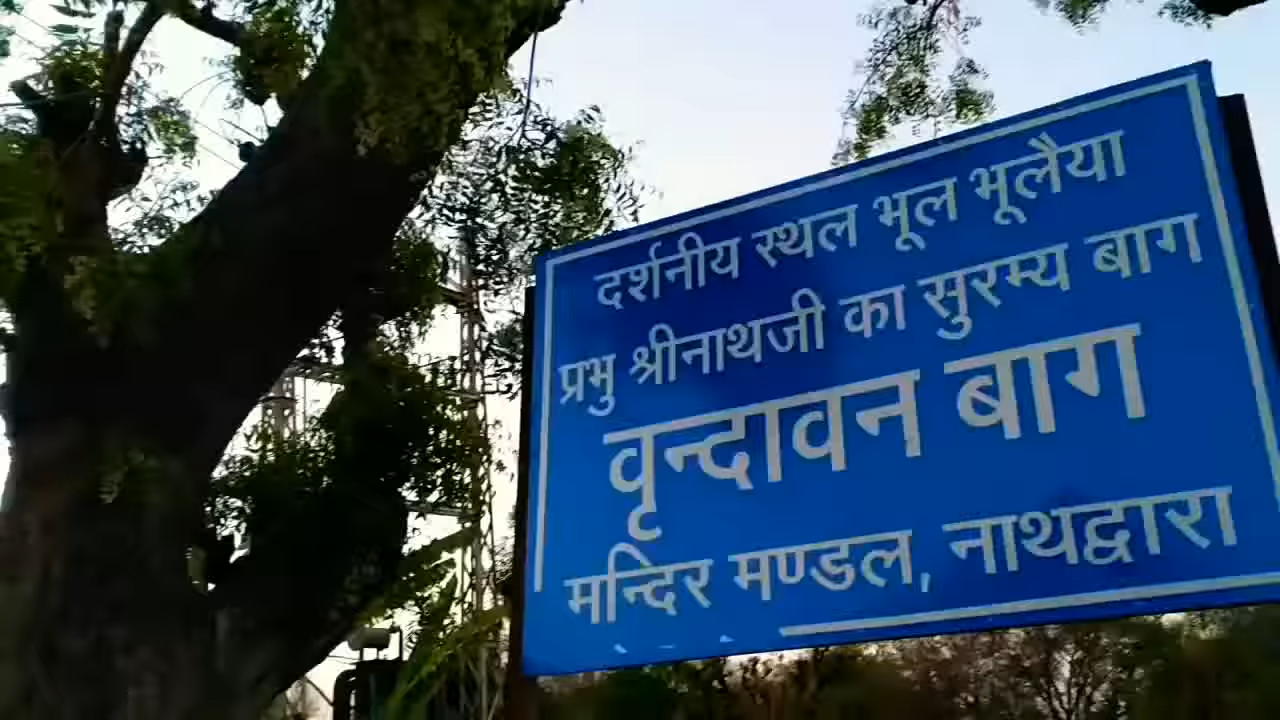 दर्शनीय स्थल भूल भूलैया
प्रभु श्रीनाथजी का सुरम्य बाग
वृन्दावन बाग
मन्दिर मण्डल, नाथद्वारा